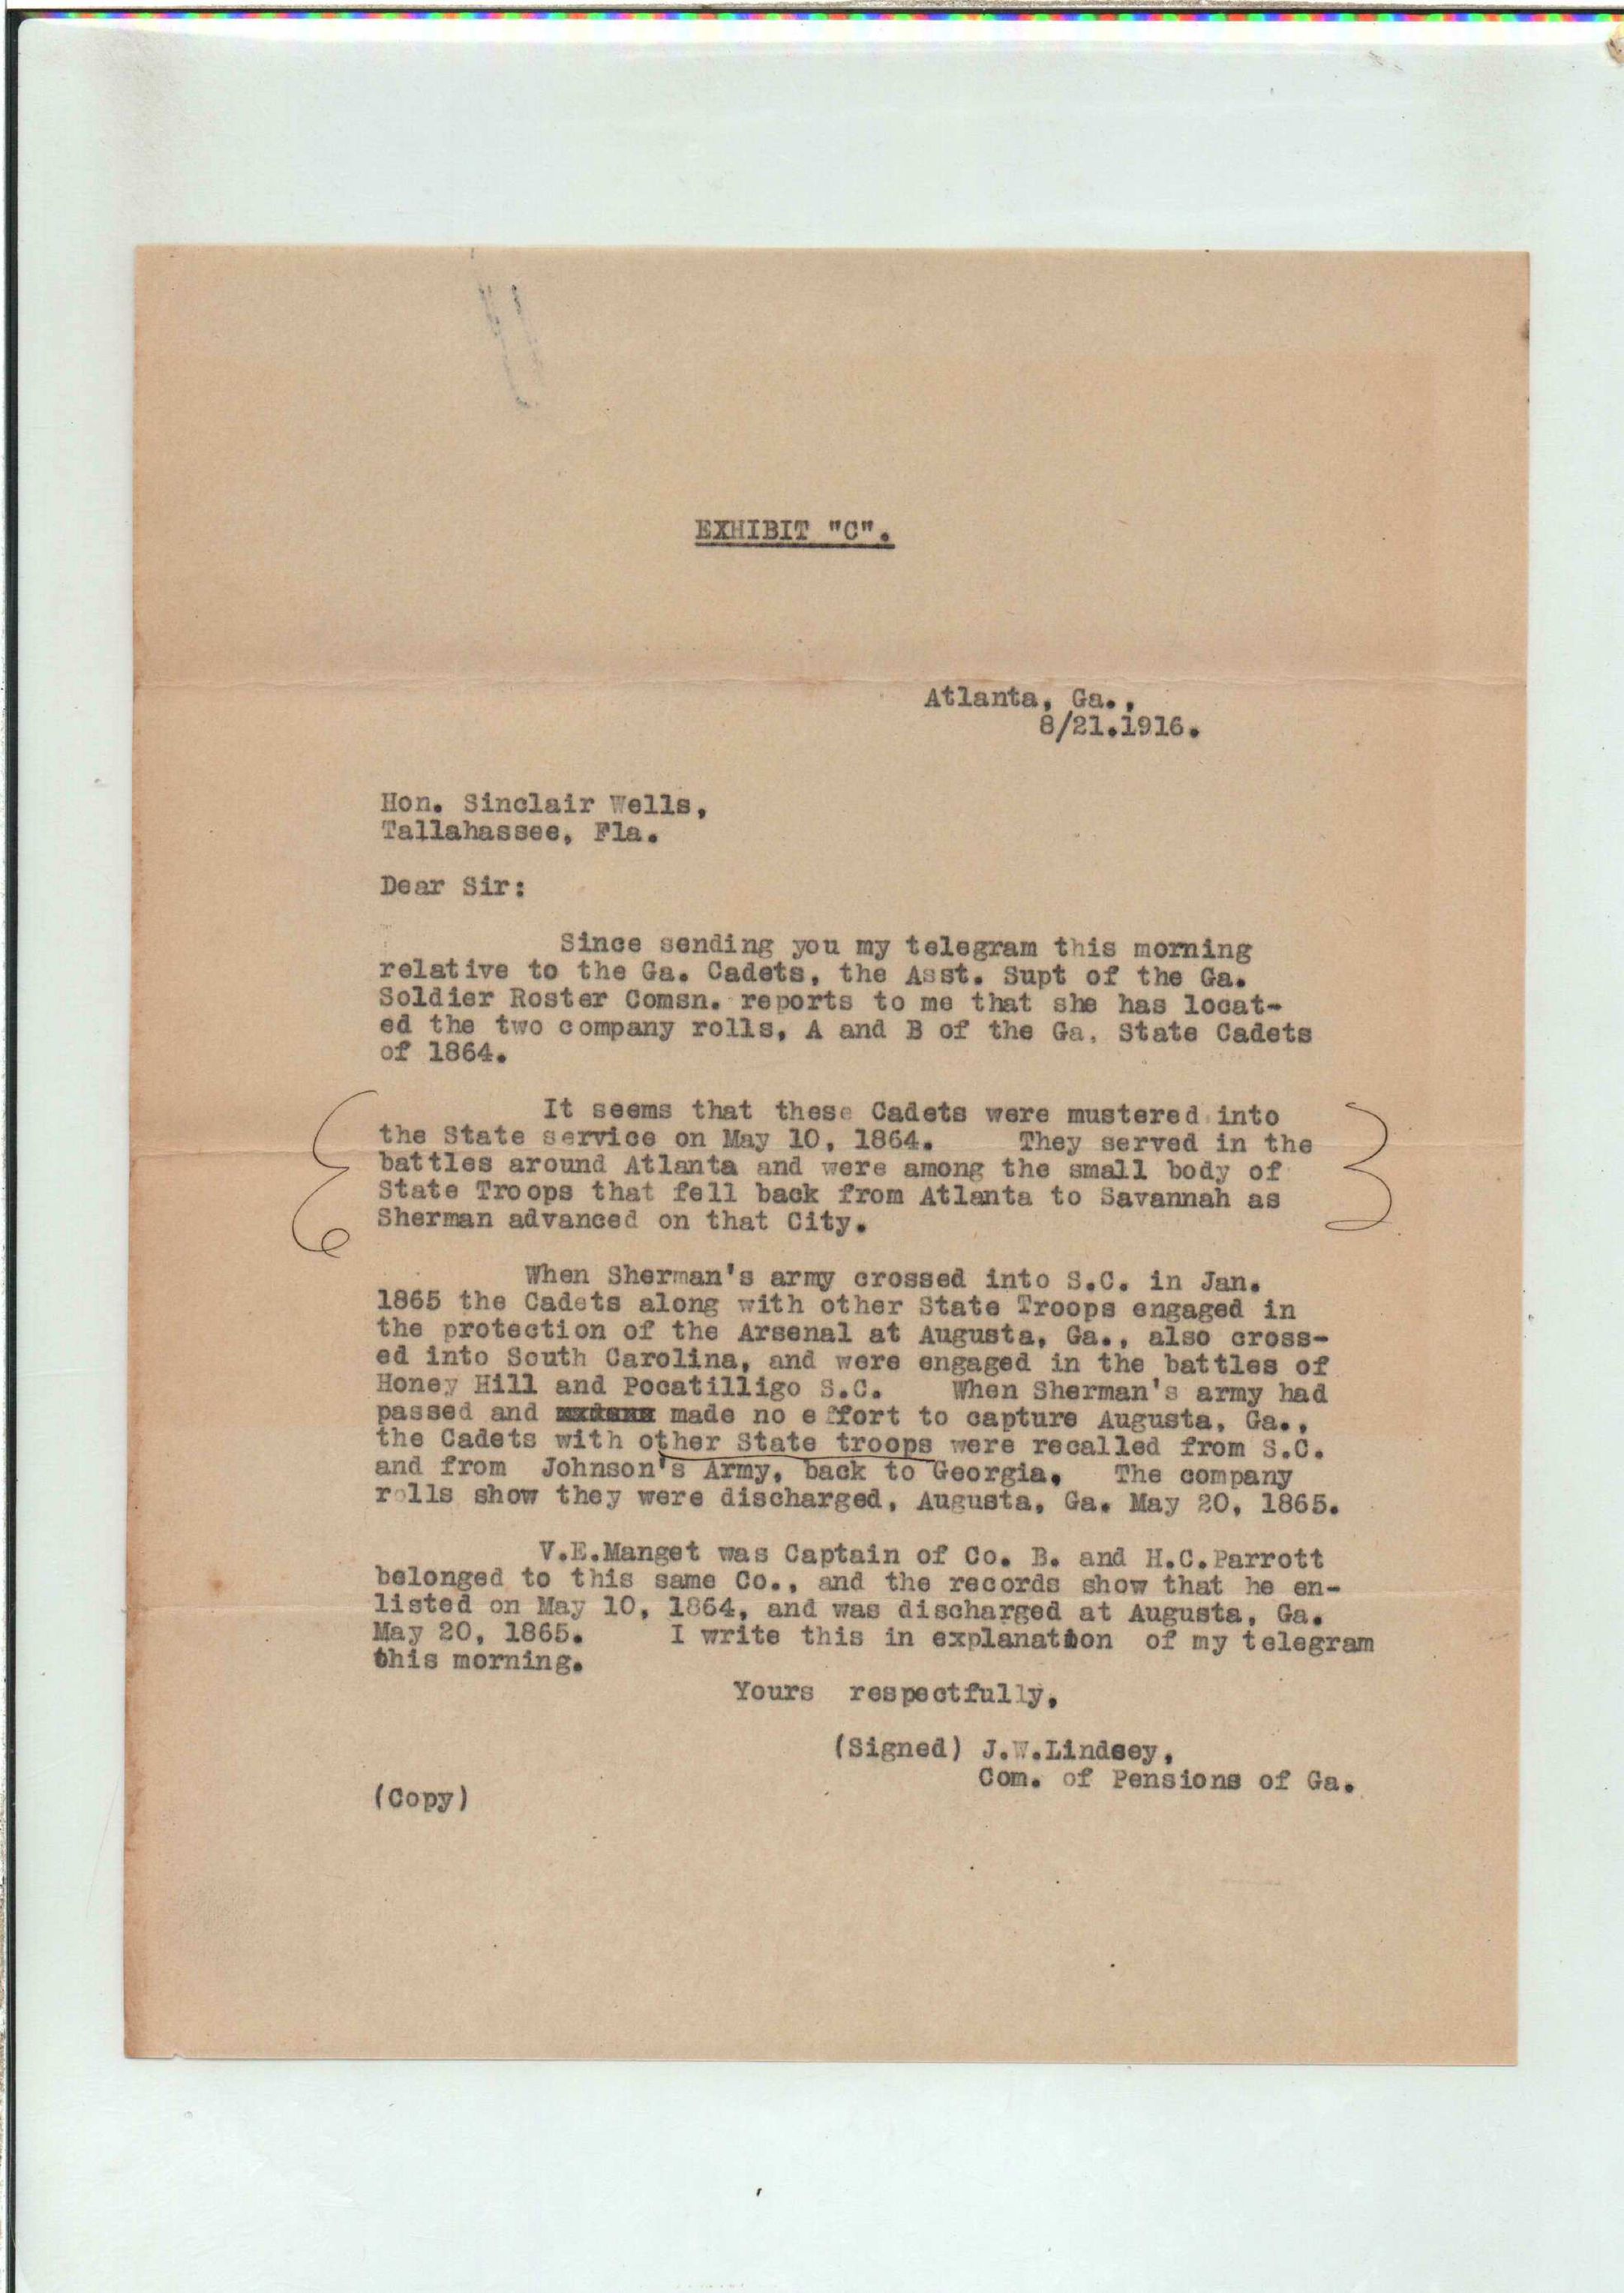 EXHIBIT "C".
Atlanta, Ga.,
8/21.1916.
Hon. Sinclair Wells,
Tallahassee, Fla.
Dear Sir:
Since sending you my telegram this morning
relative to the Ga. Cadets, the Asst. Supt of the Ga.
Soldier Roster Comsn. reports to me that she has locat-
ed the two company rolls, A and B of the Ga, State Cadets
of 1864.
It seems that these Cadets were mustered into
the State service on May 10, 1864. They served in the
battles around Atlanta and were among the small body of
State Troops that fell back from Atlanta to Savannah as
Sherman advanced on that City.
When Sherman's army crossed into S.C. in Jan.
1865 the Cadets along with other State Troops engaged in
the protection of the Arsenal at Augusta, Ga., also cross-
ed into South Carolina, and were engaged in the battles of
Honey Hill and Pocatilligo S.C. When Sherman's army had
passed and made no effort to capture Augusta, Ga.,
the Cadets with other State troops were recalled from S.C.
and from Johnson's Army, back to Georgia. The company
rolls show they were discharged, Augusta, Ga. May 20, 1865.
V.E.Manget was Captain of Co. B. and H.C.Parrott
belonged to this same Co., and the records show that he en-
listed on May 10, 1864, and was discharged at Augusta, Ga.
May 20, 1865. I write this in explanation of my telegram
this morning.
Yours respectfully,
(Signed) J.W.Lindsey,
Com. of Pensions of Ga.
(Copy)